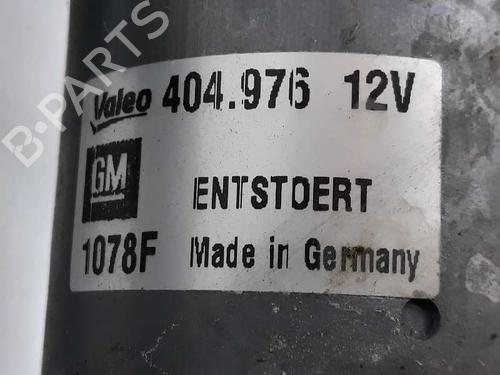 B-PARTS
Valeo 404.976 12V
GM ENTSTOERT
1078F Made in Germany